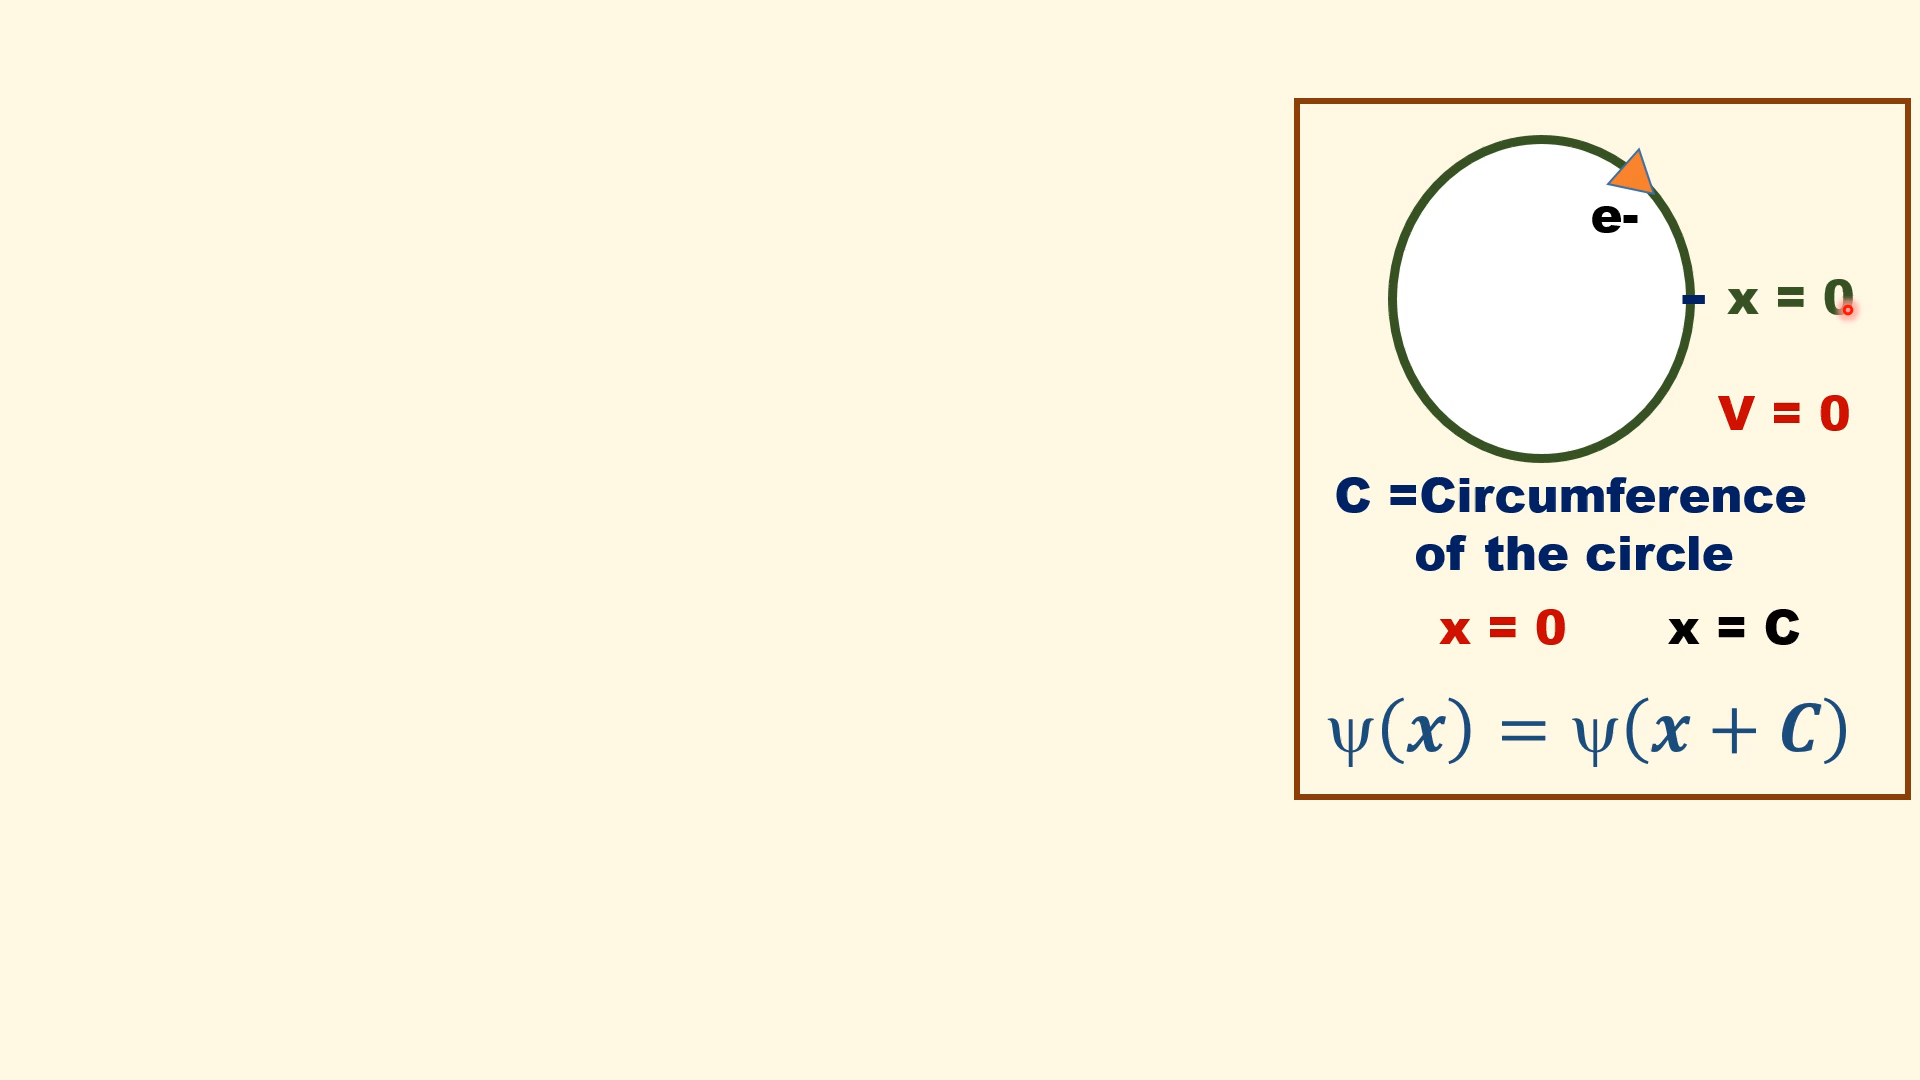 e-
- x = 0
V = 0
C =Circumference
of the circle
x = 0 x = C
ψ(x) = ψ(x + C)